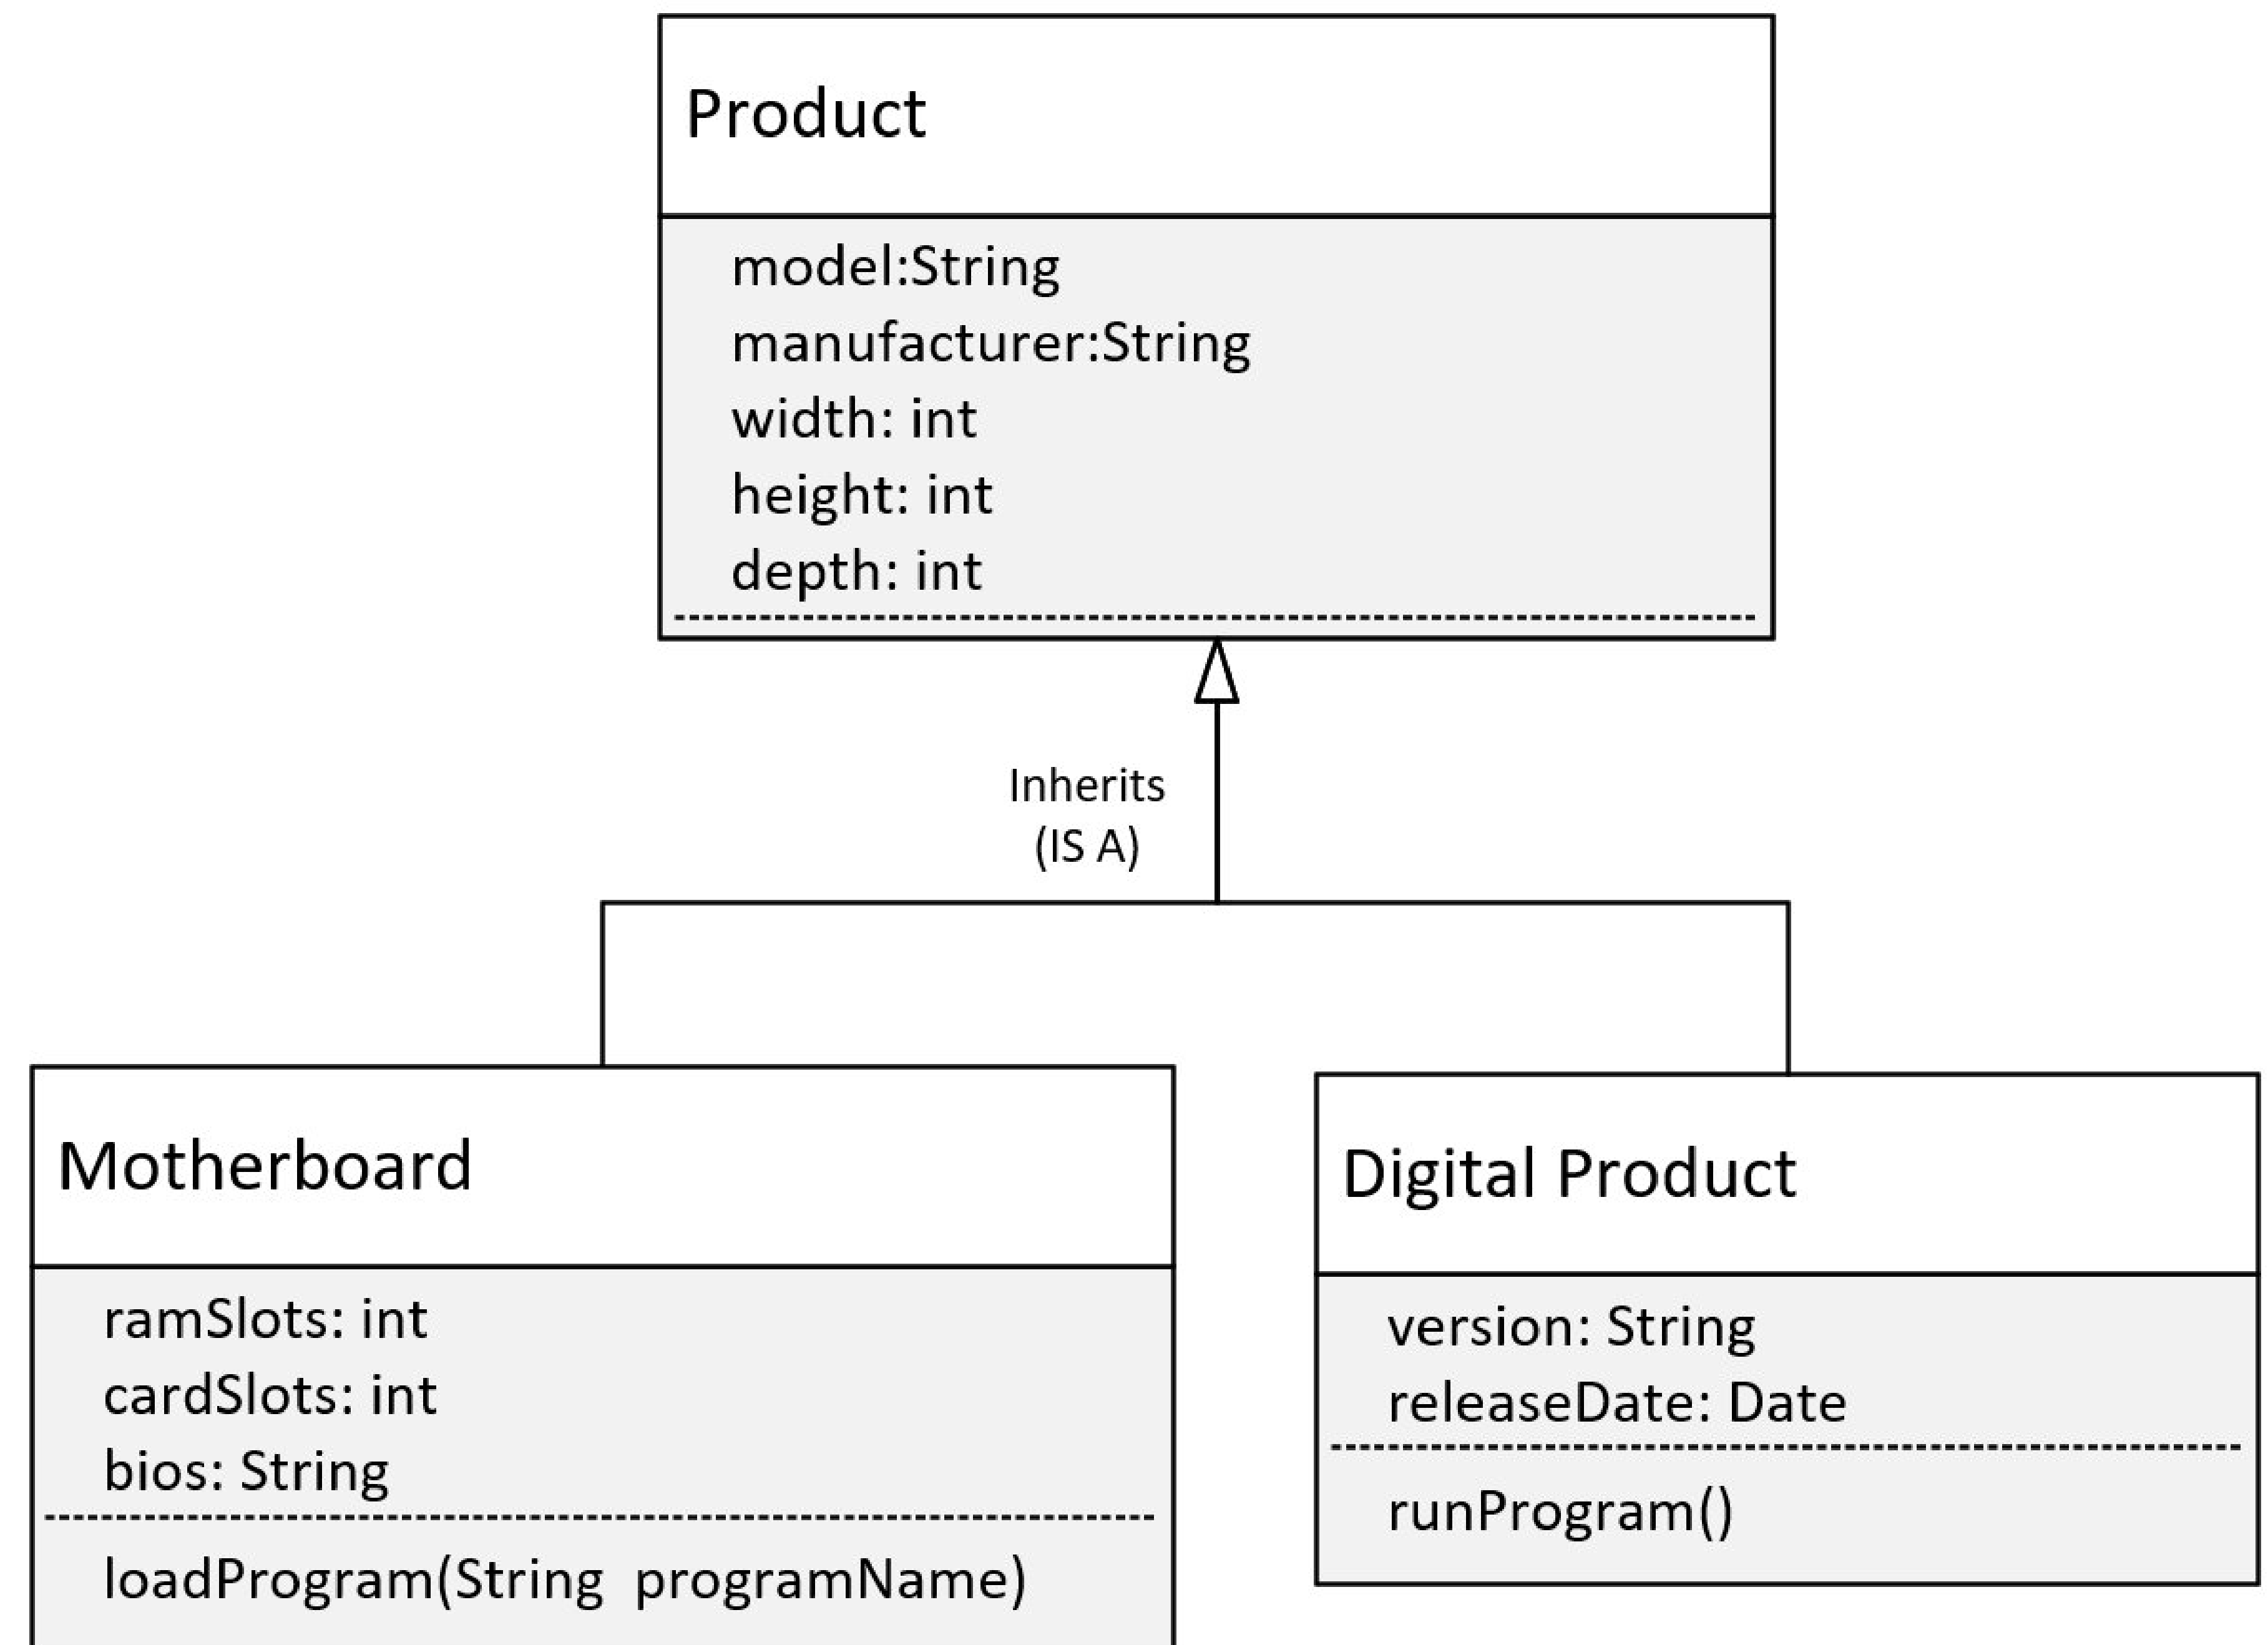 Product
model:String
manufacturer:String
width: int
height: int
depth: int
Inherits
(IS A)
Motherboard
ramSlots: int
cardSlots: int
bios: String
loadProgram(String  programName)
Digital Product
version: String
releaseDate: Date
runProgram()